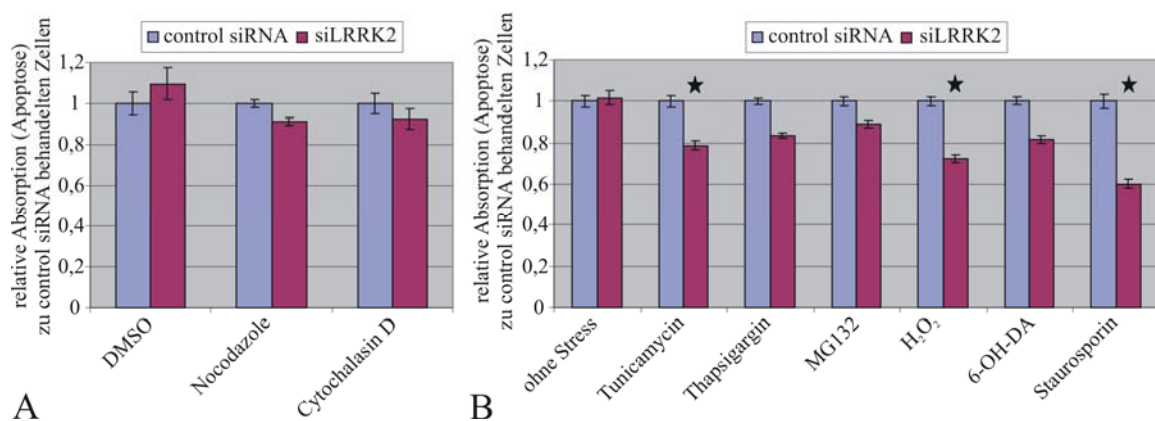 control siRNA siLRRK2
relative Absorption (Apoptose)
zu control siRNA behandelten Zellen
1,2
1
0,8
0,6
0,4
0,2
0
DMSO
Nocodazole
Cytochalasin D
A
control siRNA siLRRK2
relative Absorption (Apoptose)
zu control siRNA behandelten Zellen
1,2
1
0,8
0,6
0,4
0,2
0
ohne Stress
Tunicamycin
Thapsigargin
MG132
H₂O₂
6-OH-DA
Staurosporin
B